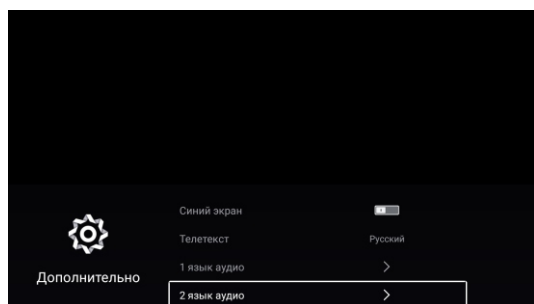 Синий экран
Телетекст Русский
1 язык аудио
Дополнительно
2 язык аудио